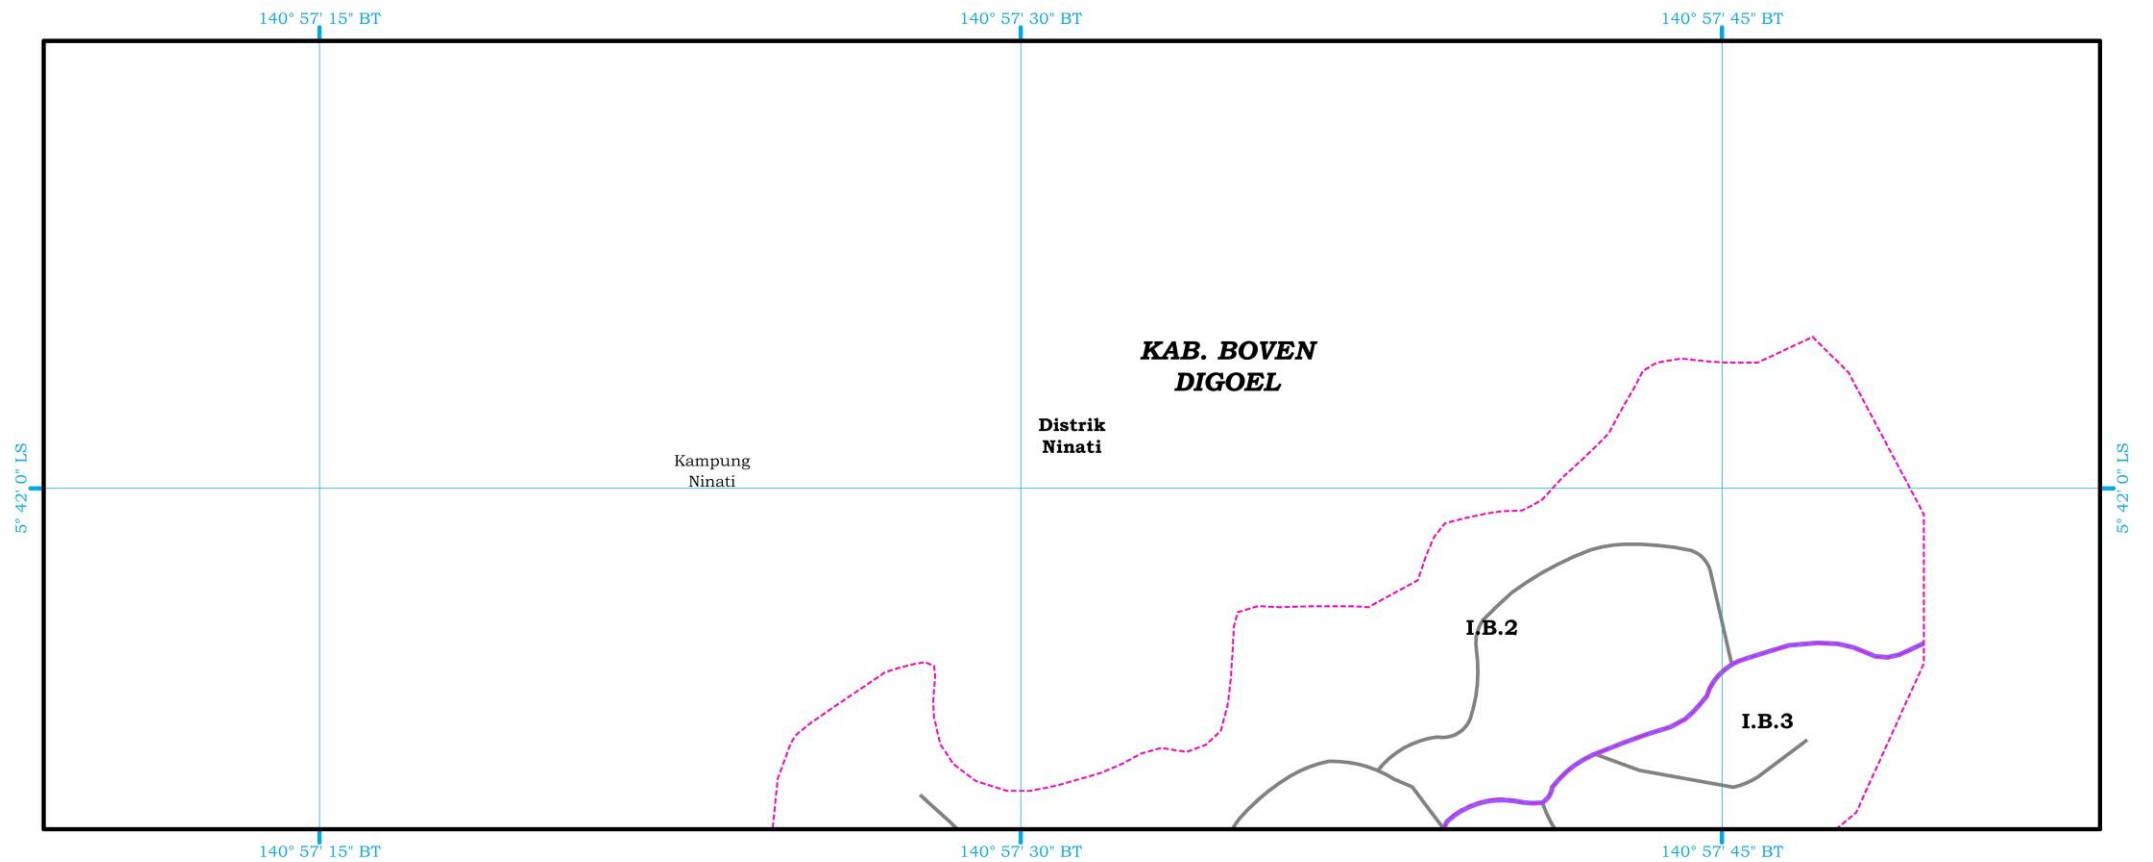 140° 57' 15" BT
140° 57' 30" BT
140° 57' 45" BT
KAB. BOVEN
DIGOEL
Distrik
Ninati
Kampung
Ninati
5° 42' 0" LS
5° 42' 0" LS
I.B.2
I.B.3
140° 57' 15" BT
140° 57' 30" BT
140° 57' 45" BT